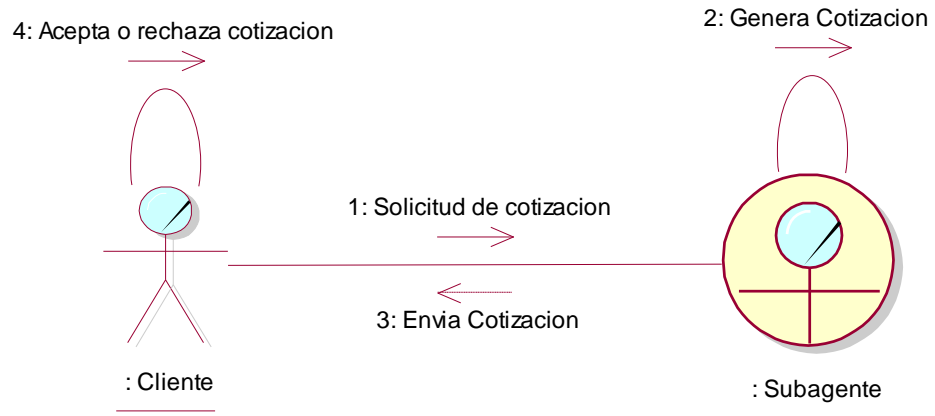 2: Genera Cotizacion
4: Acepta o rechaza cotizacion
1: Solicitud de cotizacion
3: Envia Cotizacion
: Cliente
: Subagente